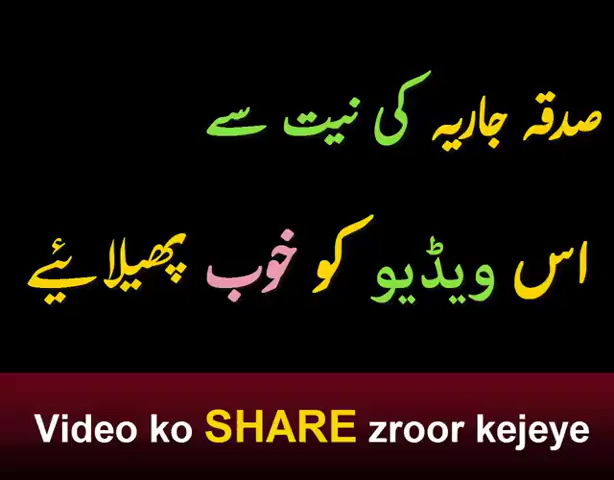 صدقہ جاریہ کی نیت سے
اس ویڈیو کو خوب پھیلائیے
Video ko SHARE zroor kejeye